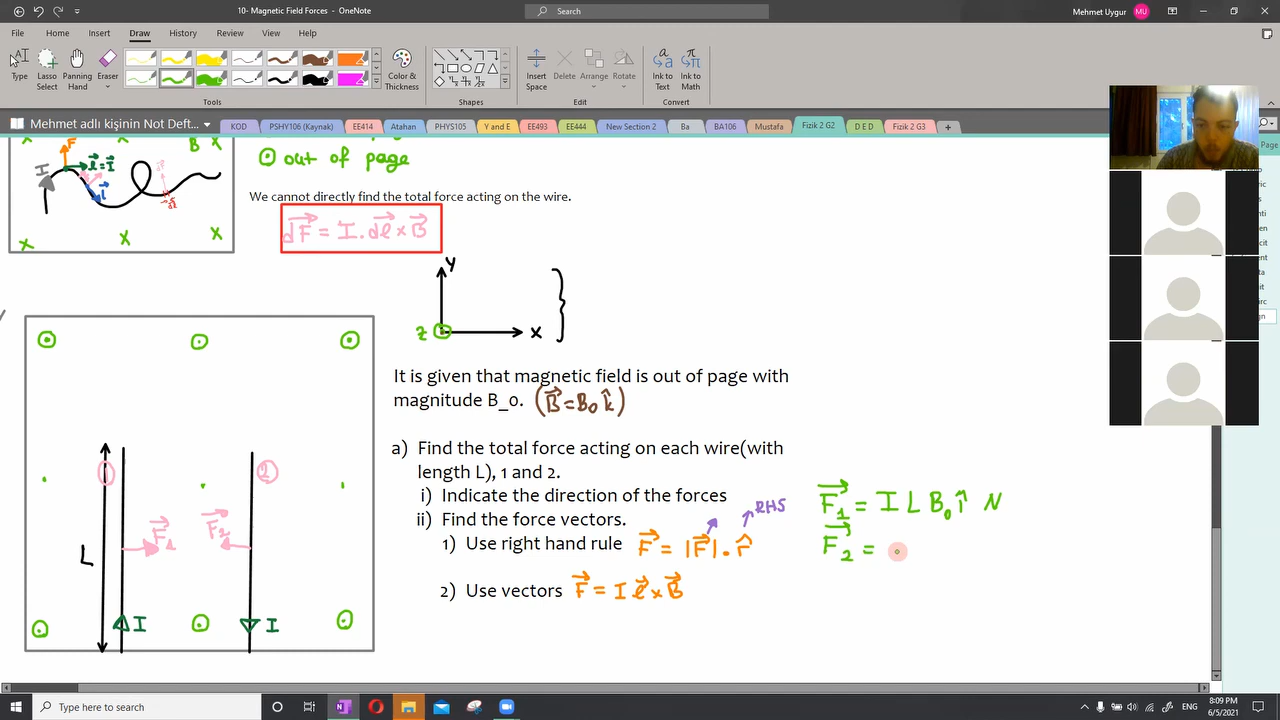 10- Magnetic Field Forces - OneNote
Search
Mehmet Uygur
MU
File Home Insert Draw History Review View Help
Type
Lasso Select
Panning Hand
Eraser
Color & Thickness
Insert Space
Delete
Arrange
Rotate
Ink to Text
Ink to Math
Tools
Shapes
Edit
Convert
Mehmet adlı kişinin Not Deft...
KOD
PSHY106 (Kaynak)
EE414
Atahan
PHYS105
Y and E
EE493
EE444
New Section 2
Ba
BA106
Mustafa
Fizik 2 G2
D E D
Fizik 2 G3
Page
B x
F
I
x x x
⊙ out of page
We cannot directly find the total force acting on the wire.
dF⃗ = I . dℓ⃗ x B⃗
y
z x
It is given that magnetic field is out of page with
magnitude B_0. (B⃗ = B₀ k̂)
a) Find the total force acting on each wire(with
length L), 1 and 2.
i) Indicate the direction of the forces
ii) Find the force vectors.
1) Use right hand rule F⃗ = |F⃗| . r̂
RHS
2) Use vectors F⃗ = I ℓ⃗ x B⃗
F⃗₁ = I L B₀ î N
F⃗₂ =
1 2
F⃗₁ F⃗₂
L
I I
Type here to search
ENG
8:09 PM
6/5/2021